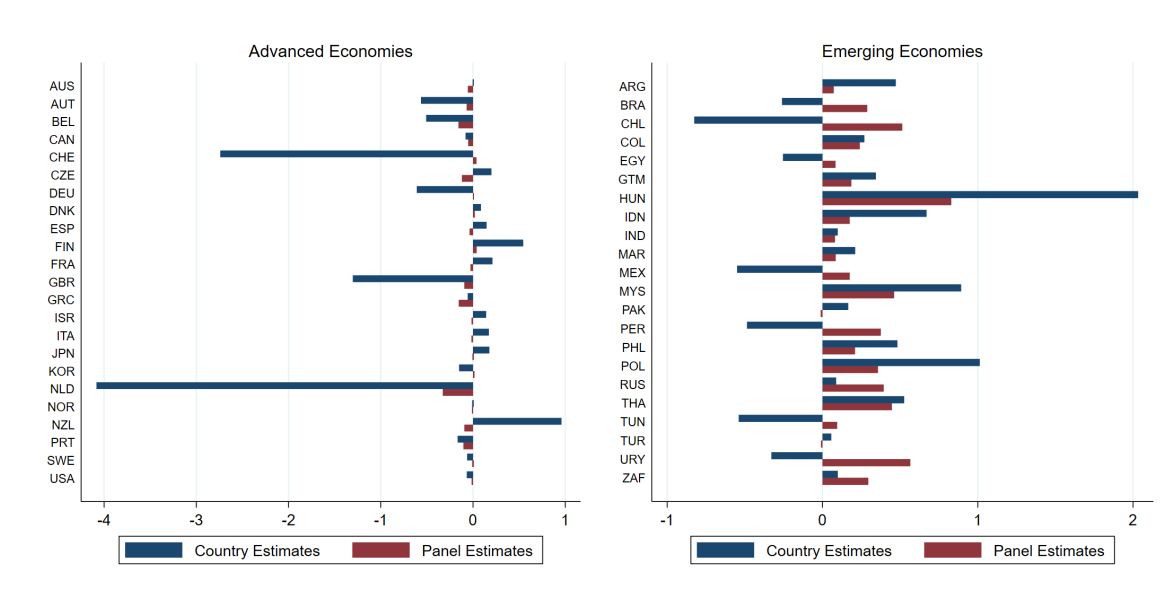 Advanced Economies
AUS
AUT
BEL
CAN
CHE
CZE
DEU
DNK
ESP
FIN
FRA
GBR
GRC
ISR
ITA
JPN
KOR
NLD
NOR
NZL
PRT
SWE
USA
-4 -3 -2 -1 0 1
Country Estimates Panel Estimates
Emerging Economies
ARG
BRA
CHL
COL
EGY
GTM
HUN
IDN
IND
MAR
MEX
MYS
PAK
PER
PHL
POL
RUS
THA
TUN
TUR
URY
ZAF
-1 0 1 2
Country Estimates Panel Estimates